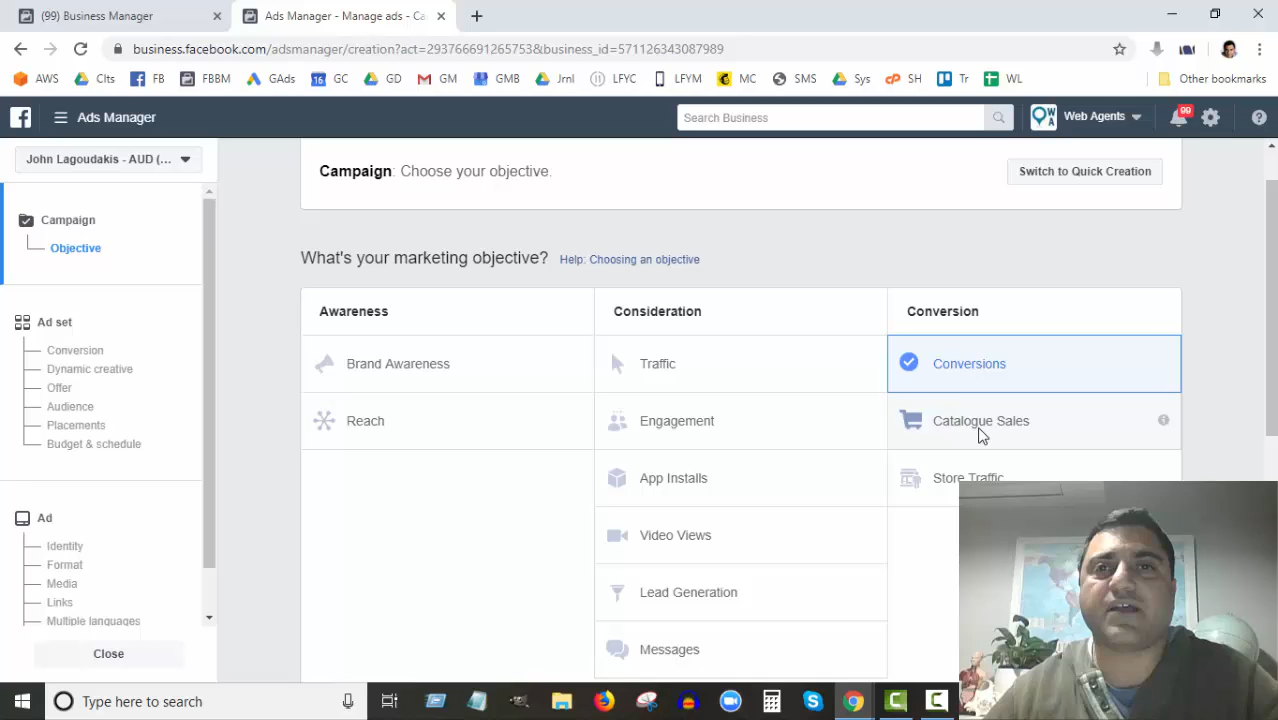 (99) Business Manager
Ads Manager - Manage ads - Ca
business.facebook.com/adsmanager/creation?act=293766691265753&business_id=571126343087989
AWS Clts FB FBBM GAds GC GD GM GMB Jrnl LFYC LFYM MC SMS Sys SH Tr WL Other bookmarks
Ads Manager
Search Business
Web Agents
99
John Lagoudakis - AUD (...
Campaign: Choose your objective.
Switch to Quick Creation
Campaign
Objective
What's your marketing objective? Help: Choosing an objective
Awareness
Consideration
Conversion
Brand Awareness
Traffic
Conversions
Reach
Engagement
Catalogue Sales
App Installs
Store Traffic
Video Views
Lead Generation
Messages
Ad set
Conversion
Dynamic creative
Offer
Audience
Placements
Budget & schedule
Ad
Identity
Format
Media
Links
Multiple languages
Close
Type here to search